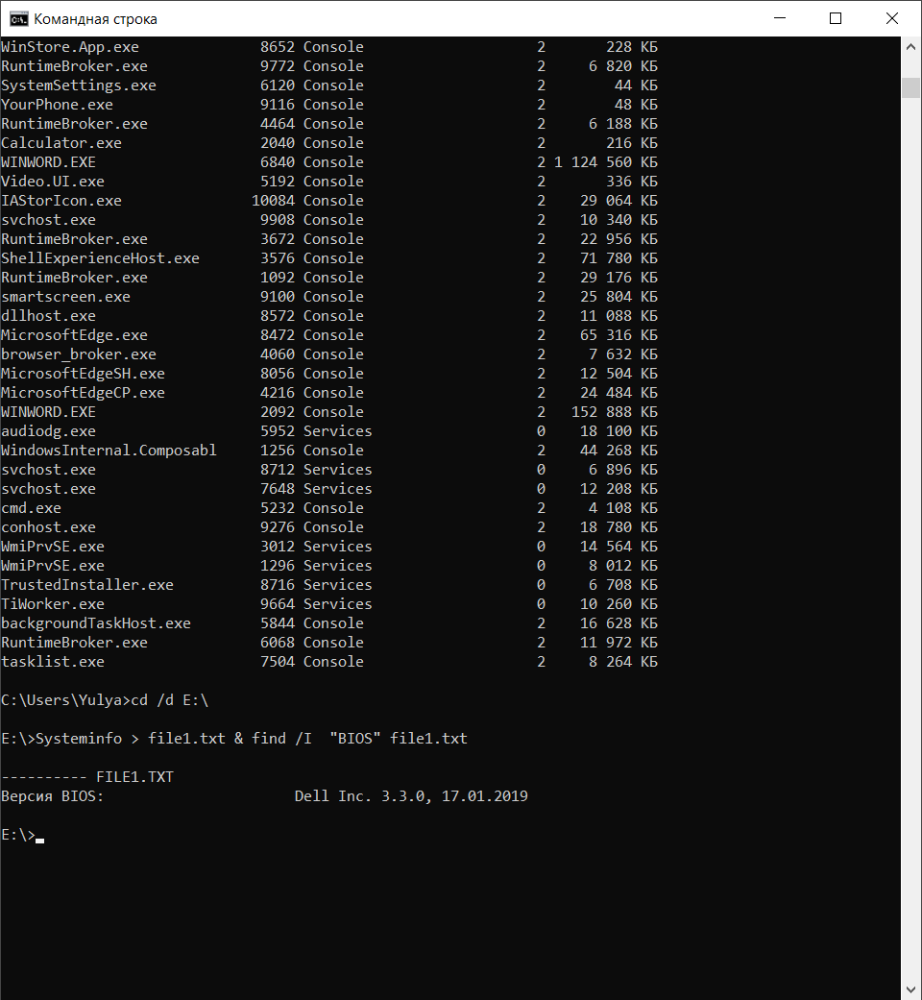 Командная строка
WinStore.App.exe 8652 Console 2 228 КБ
RuntimeBroker.exe 9772 Console 2 6 820 КБ
SystemSettings.exe 6120 Console 2 44 КБ
YourPhone.exe 9116 Console 2 48 КБ
RuntimeBroker.exe 4464 Console 2 6 188 КБ
Calculator.exe 2040 Console 2 216 КБ
WINWORD.EXE 6840 Console 2 1 124 560 КБ
Video.UI.exe 5192 Console 2 336 КБ
IAStorIcon.exe 10084 Console 2 29 064 КБ
svchost.exe 9908 Console 2 10 340 КБ
RuntimeBroker.exe 3672 Console 2 22 956 КБ
ShellExperienceHost.exe 3576 Console 2 71 780 КБ
RuntimeBroker.exe 1092 Console 2 29 176 КБ
smartscreen.exe 9100 Console 2 25 804 КБ
dllhost.exe 8572 Console 2 11 088 КБ
MicrosoftEdge.exe 8472 Console 2 65 316 КБ
browser_broker.exe 4060 Console 2 7 632 КБ
MicrosoftEdgeSH.exe 8056 Console 2 12 504 КБ
MicrosoftEdgeCP.exe 4216 Console 2 24 484 КБ
WINWORD.EXE 2092 Console 2 152 888 КБ
audiodg.exe 5952 Services 0 18 100 КБ
WindowsInternal.Composabl 1256 Console 2 44 268 КБ
svchost.exe 8712 Services 0 6 896 КБ
svchost.exe 7648 Services 0 12 208 КБ
cmd.exe 5232 Console 2 4 108 КБ
conhost.exe 9276 Console 2 18 780 КБ
WmiPrvSE.exe 3012 Services 0 14 564 КБ
WmiPrvSE.exe 1296 Services 0 8 012 КБ
TrustedInstaller.exe 8716 Services 0 6 708 КБ
TiWorker.exe 9664 Services 0 10 260 КБ
backgroundTaskHost.exe 5844 Console 2 16 628 КБ
RuntimeBroker.exe 6068 Console 2 11 972 КБ
tasklist.exe 7504 Console 2 8 264 КБ
C:\Users\Yulya>cd /d E:\
E:\>Systeminfo > file1.txt & find /I  "BIOS" file1.txt
---------- FILE1.TXT
Версия BIOS: Dell Inc. 3.3.0, 17.01.2019
E:\>